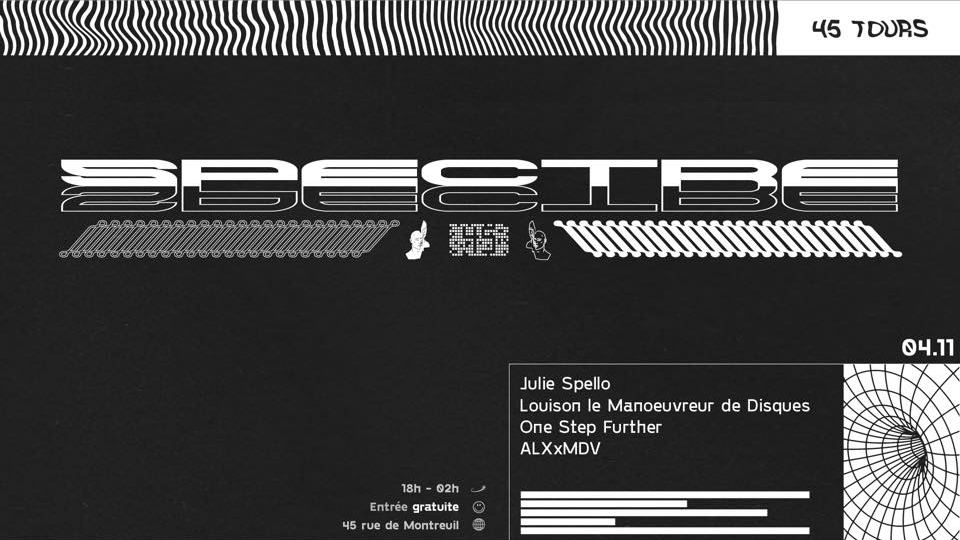 45 TOURS
SPECTRE
04.11
Julie Spello
Louison le Manoeuvreur de Disques
One Step Further
ALXxMDV
18h - 02h
Entrée gratuite
45 rue de Montreuil